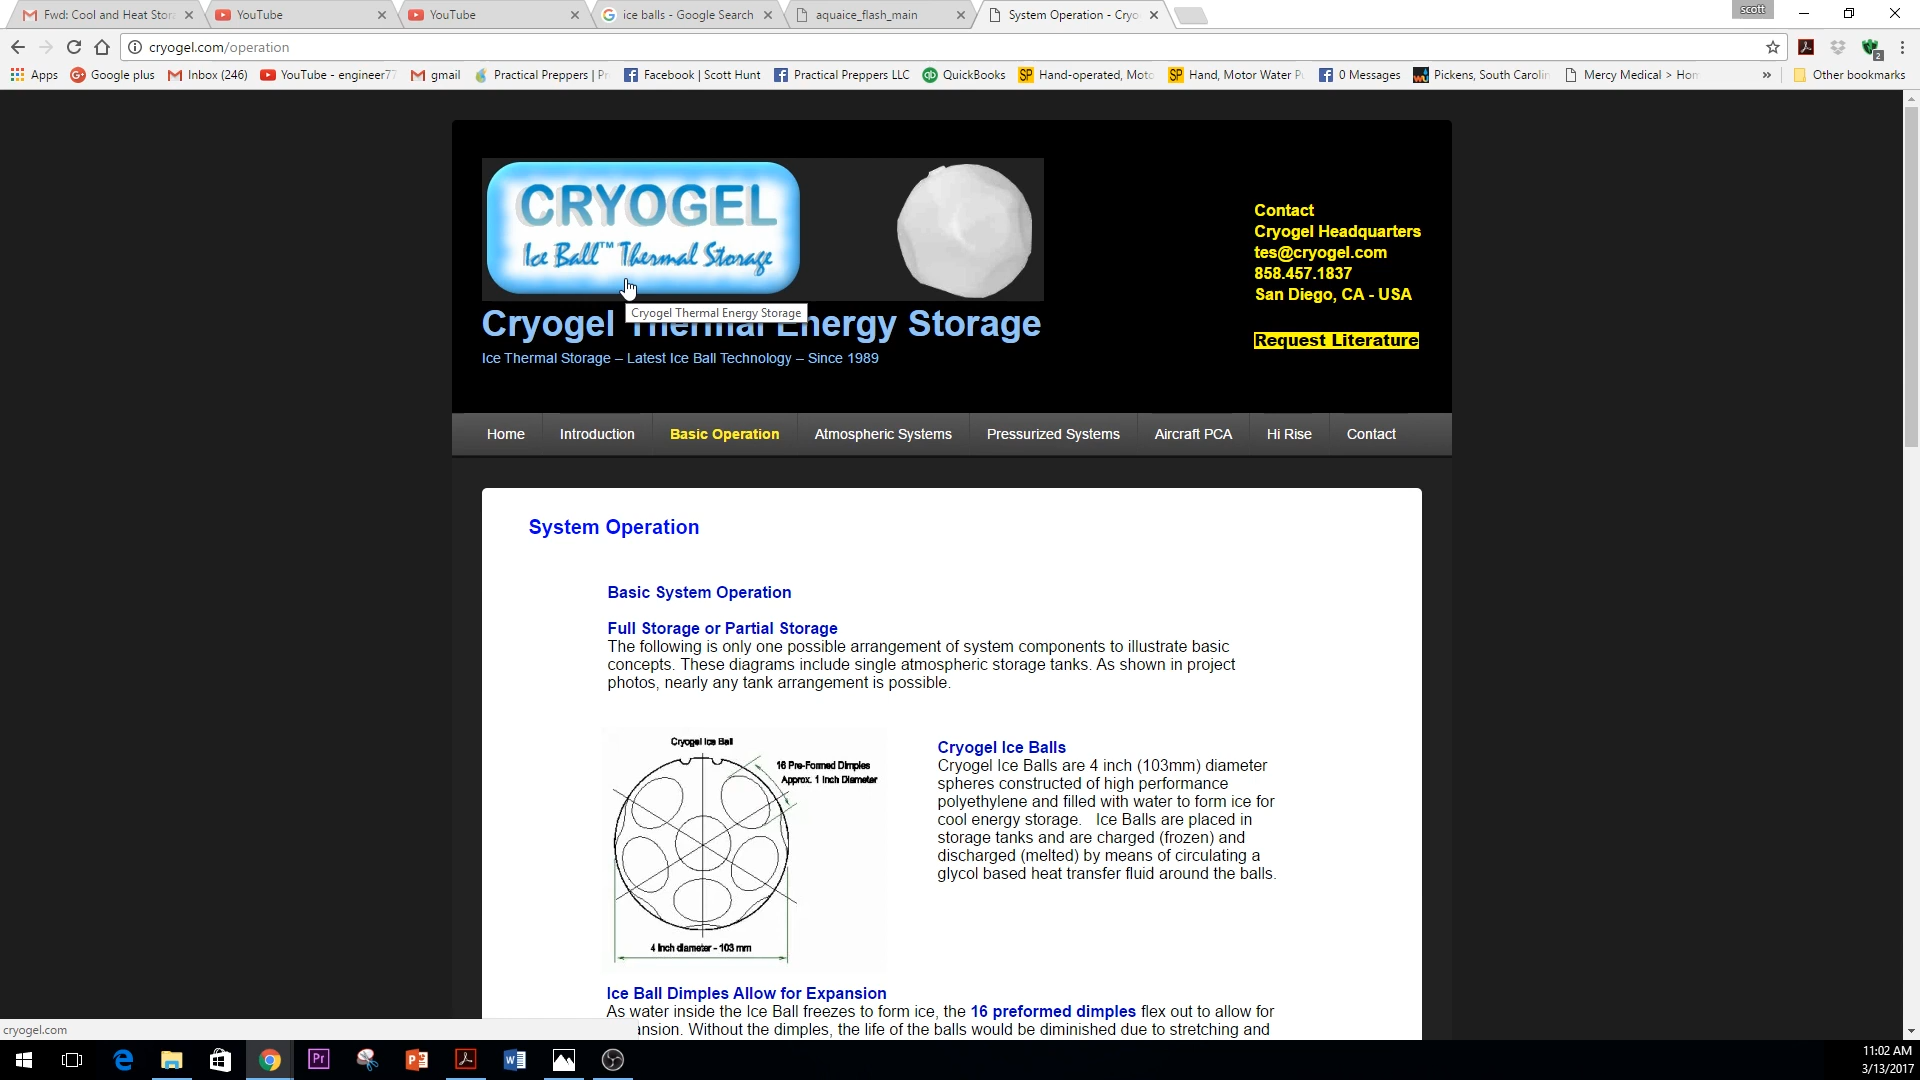 Fwd: Cool and Heat Stor
YouTube
YouTube
ice balls - Google Search
aquaice_flash_main
System Operation - Cryo
scott
cryogel.com/operation
Apps
Google plus
Inbox (246)
YouTube - engineer77
gmail
Practical Preppers | P
Facebook | Scott Hunt
Practical Preppers LLC
QuickBooks
Hand-operated, Moto
Hand, Motor Water P
0 Messages
Pickens, South Carolin
Mercy Medical > Hom
»
Other bookmarks
2
CRYOGEL
Ice Ball™ Thermal Storage
Cryogel Thermal Energy Storage
Cryogel Thermal Energy Storage
Ice Thermal Storage – Latest Ice Ball Technology – Since 1989
Contact
Cryogel Headquarters
tes@cryogel.com
858.457.1837
San Diego, CA - USA
Request Literature
Home
Introduction
Basic Operation
Atmospheric Systems
Pressurized Systems
Aircraft PCA
Hi Rise
Contact
System Operation
Basic System Operation
Full Storage or Partial Storage
The following is only one possible arrangement of system components to illustrate basic
concepts. These diagrams include single atmospheric storage tanks. As shown in project
photos, nearly any tank arrangement is possible.
Cryogel Ice Ball
16 Pre-Formed Dimples
Approx. 1 Inch Diameter
4 Inch diameter - 103 mm
Cryogel Ice Balls
Cryogel Ice Balls are 4 inch (103mm) diameter
spheres constructed of high performance
polyethylene and filled with water to form ice for
cool energy storage. Ice Balls are placed in
storage tanks and are charged (frozen) and
discharged (melted) by means of circulating a
glycol based heat transfer fluid around the balls.
Ice Ball Dimples Allow for Expansion
As water inside the Ice Ball freezes to form ice, the 16 preformed dimples flex out to allow for
ansion. Without the dimples, the life of the balls would be diminished due to stretching and
cryogel.com
11:02 AM
3/13/2017